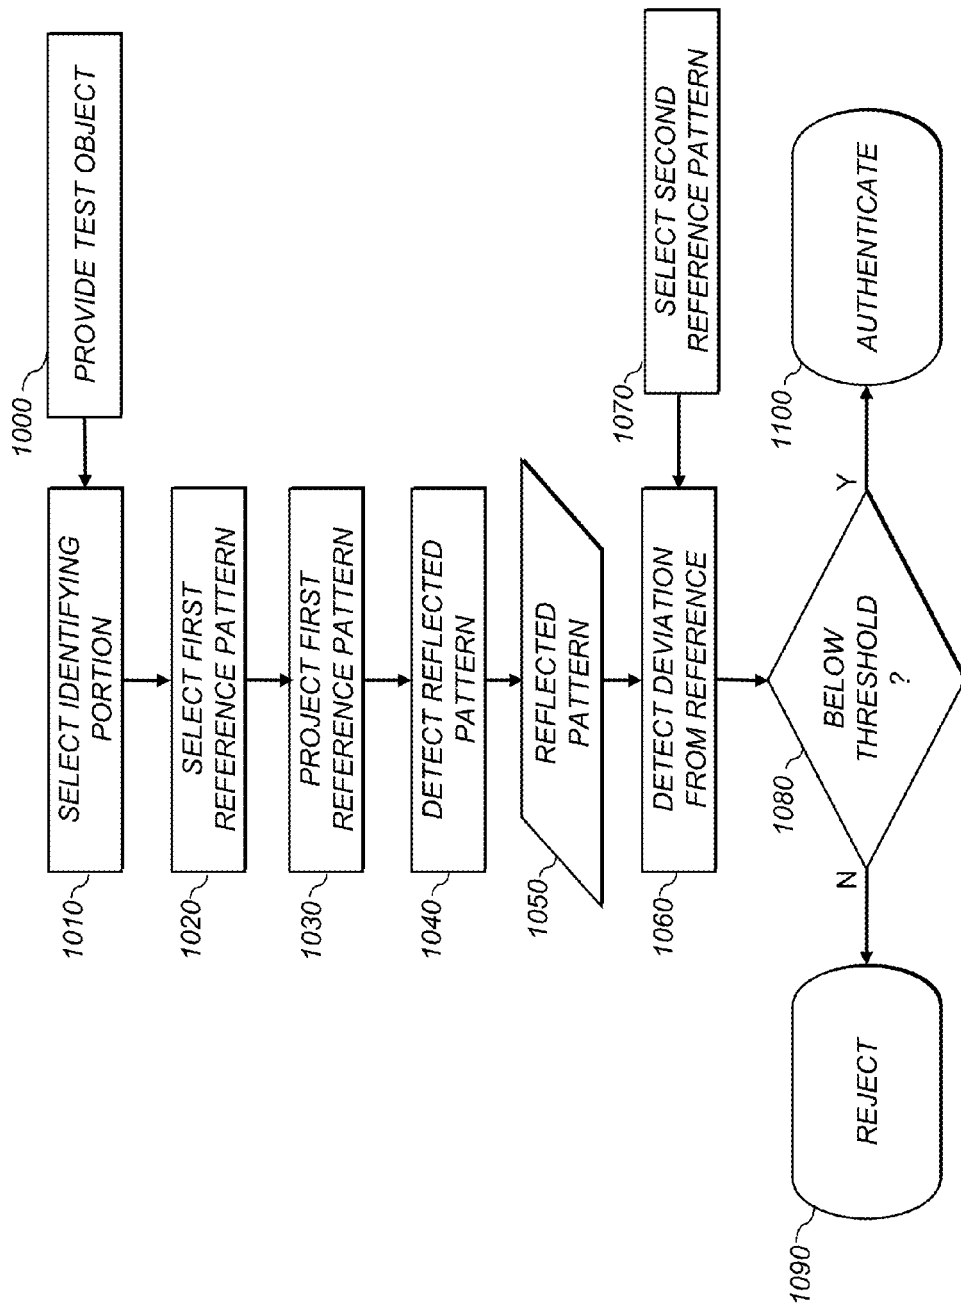 1000
PROVIDE TEST OBJECT
1010
SELECT IDENTIFYING
PORTION
1020
SELECT FIRST
REFERENCE PATTERN
1030
PROJECT FIRST
REFERENCE PATTERN
1040
DETECT REFLECTED
PATTERN
1050
REFLECTED
PATTERN
1060
DETECT DEVIATION
FROM REFERENCE
1070
SELECT SECOND
REFERENCE PATTERN
1080
BELOW
THRESHOLD
?
N
Y
1090
REJECT
1100
AUTHENTICATE